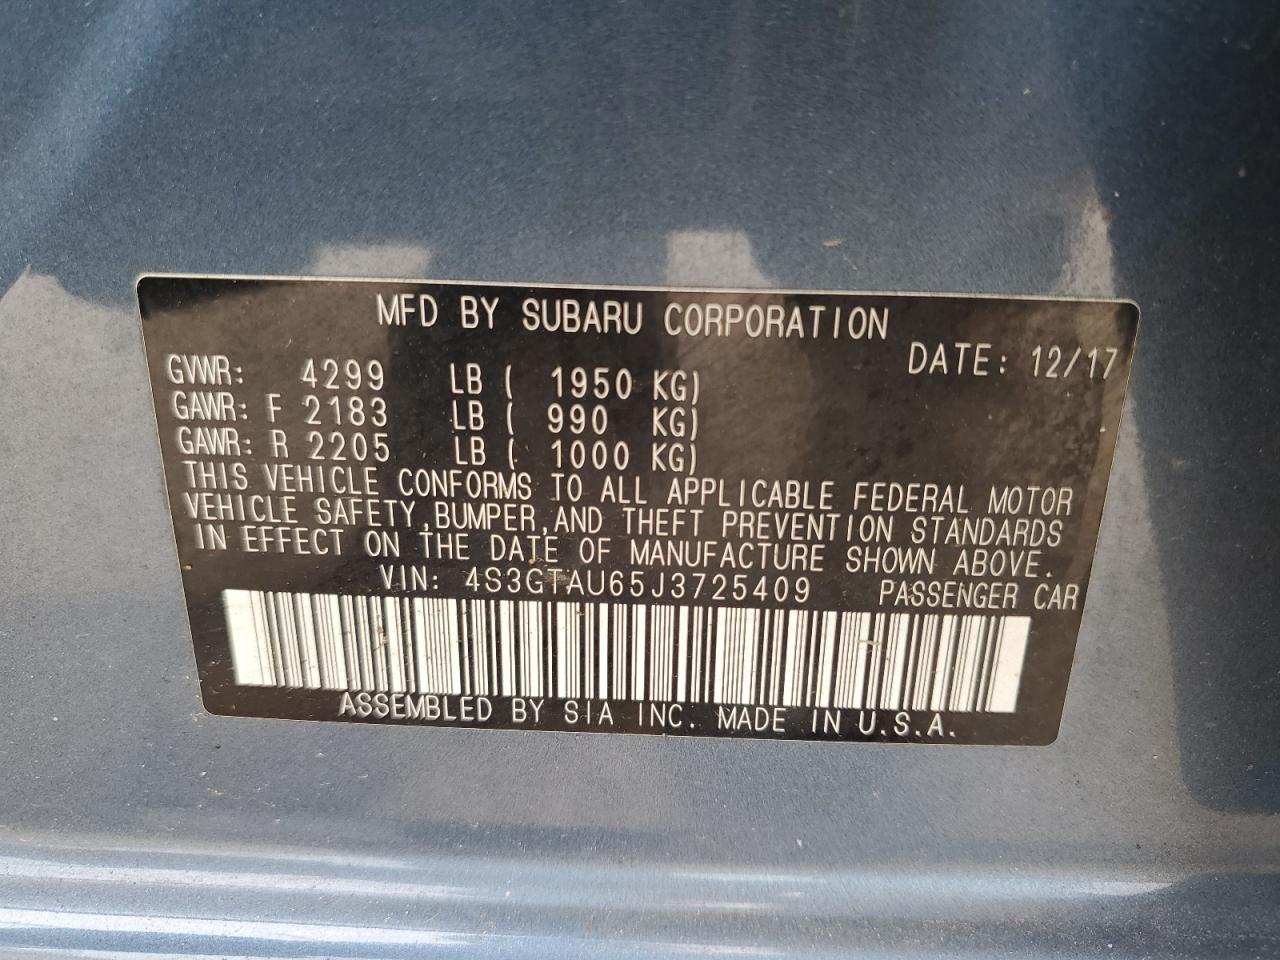 MFD BY SUBARU CORPORATION
DATE: 12/17
GVWR: 4299 LB ( 1950 KG)
GAWR: F 2183 LB ( 990 KG)
GAWR: R 2205 LB ( 1000 KG)
THIS VEHICLE CONFORMS TO ALL APPLICABLE FEDERAL MOTOR
VEHICLE SAFETY,BUMPER,AND THEFT PREVENTION STANDARDS
IN EFFECT ON THE DATE OF MANUFACTURE SHOWN ABOVE.
VIN: 4S3GTAU65J3725409 PASSENGER CAR
ASSEMBLED BY SIA INC. MADE IN U.S.A.